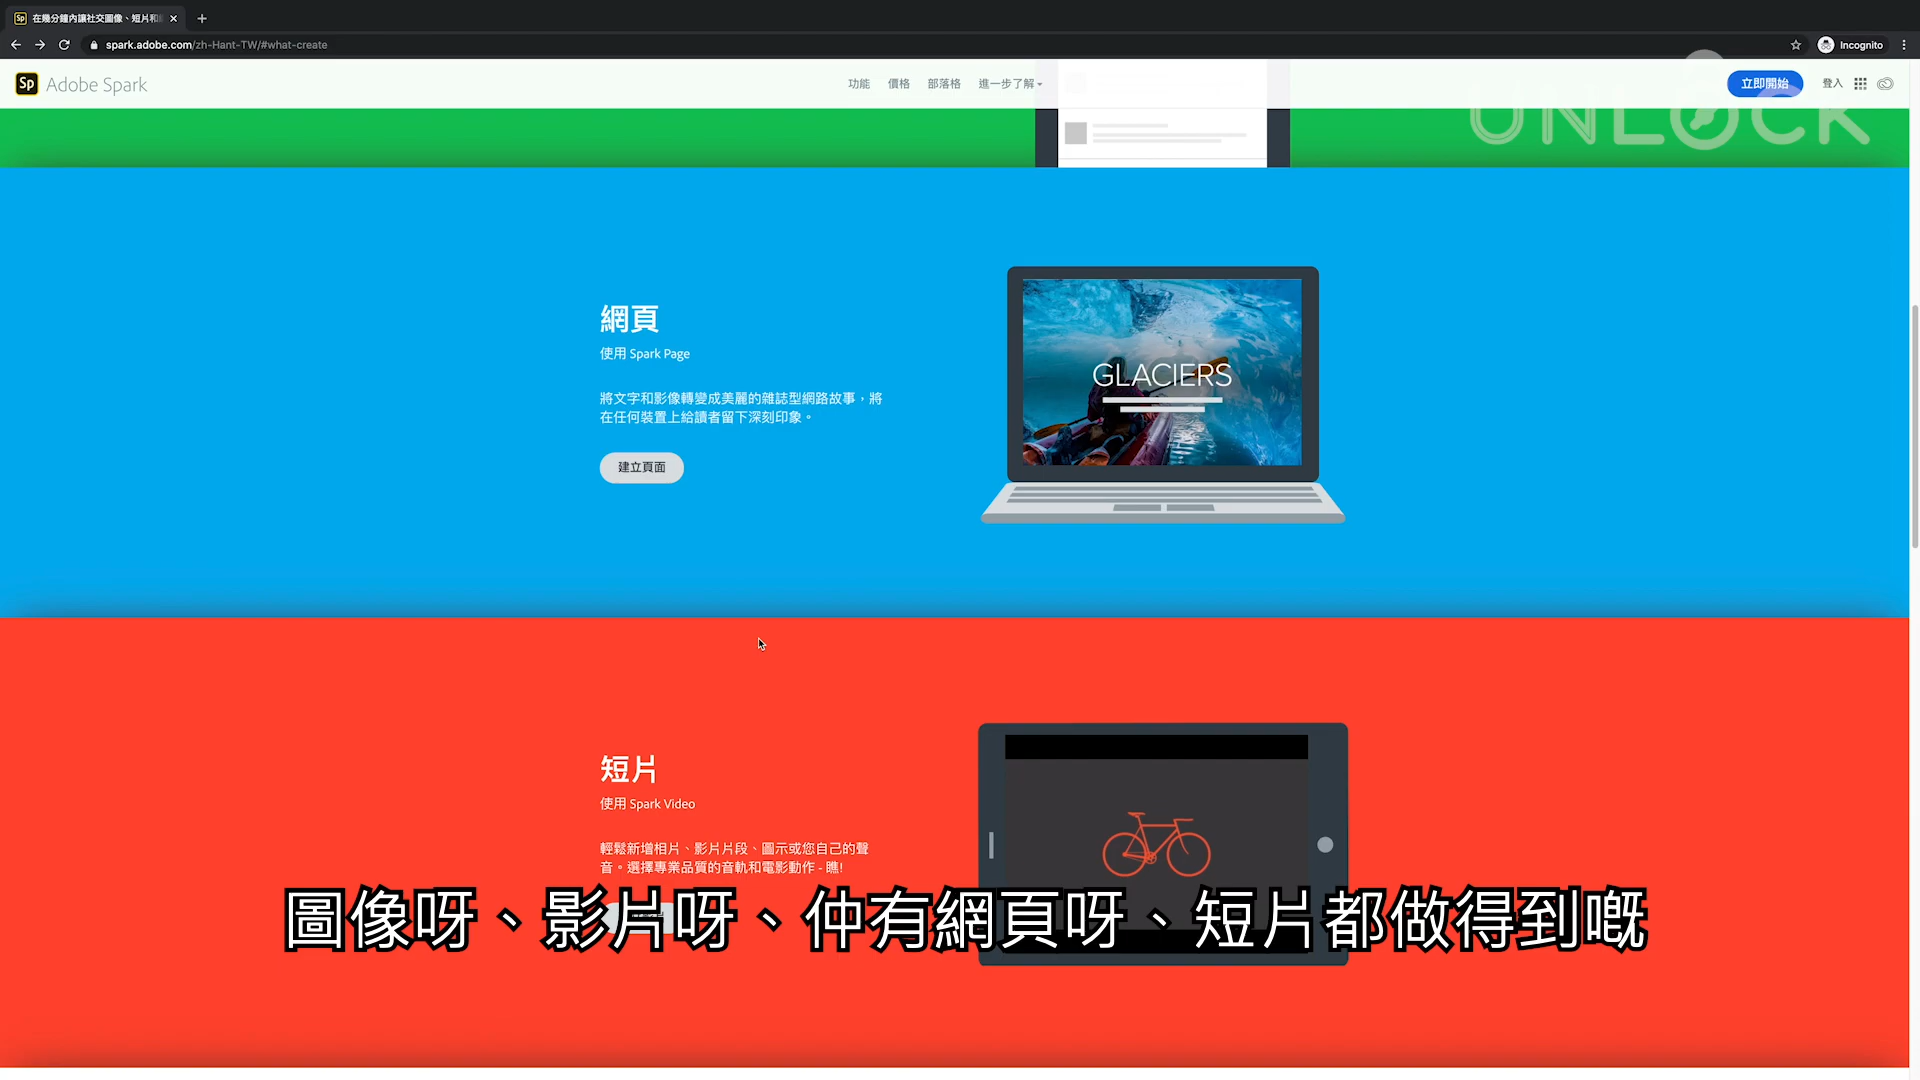 在幾分鐘內讓社交圖像、短片和
spark.adobe.com/zh-Hant-TW/#what-create
Incognito
Sp Adobe Spark
功能
價格
部落格
進一步了解
立即開始
登入
UNLOCK
網頁
使用 Spark Page
將文字和影像轉變成美麗的雜誌型網路故事，將
在任何裝置上給讀者留下深刻印象。
建立頁面
GLACIERS
短片
使用 Spark Video
輕鬆新增相片、影片片段、圖示或您自己的聲
音。選擇專業品質的音軌和電影動作 - 瞧!
圖像呀、影片呀、仲有網頁呀、短片都做得到嘅